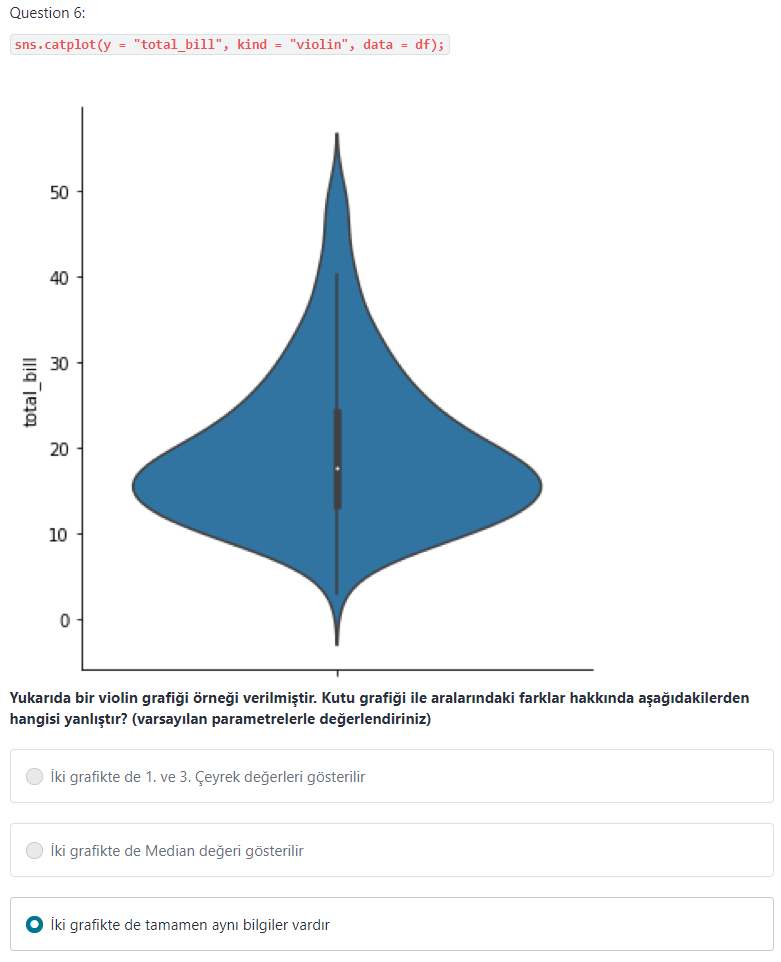 Question 6:
sns.catplot(y = "total_bill", kind = "violin", data = df);
50
40
30
20
10
0
total_bill
Yukarıda bir violin grafiği örneği verilmiştir. Kutu grafiği ile aralarındaki farklar hakkında aşağıdakilerden
hangisi yanlıştır? (varsayılan parametrelerle değerlendiriniz)
İki grafikte de 1. ve 3. Çeyrek değerleri gösterilir
İki grafikte de Median değeri gösterilir
İki grafikte de tamamen aynı bilgiler vardır